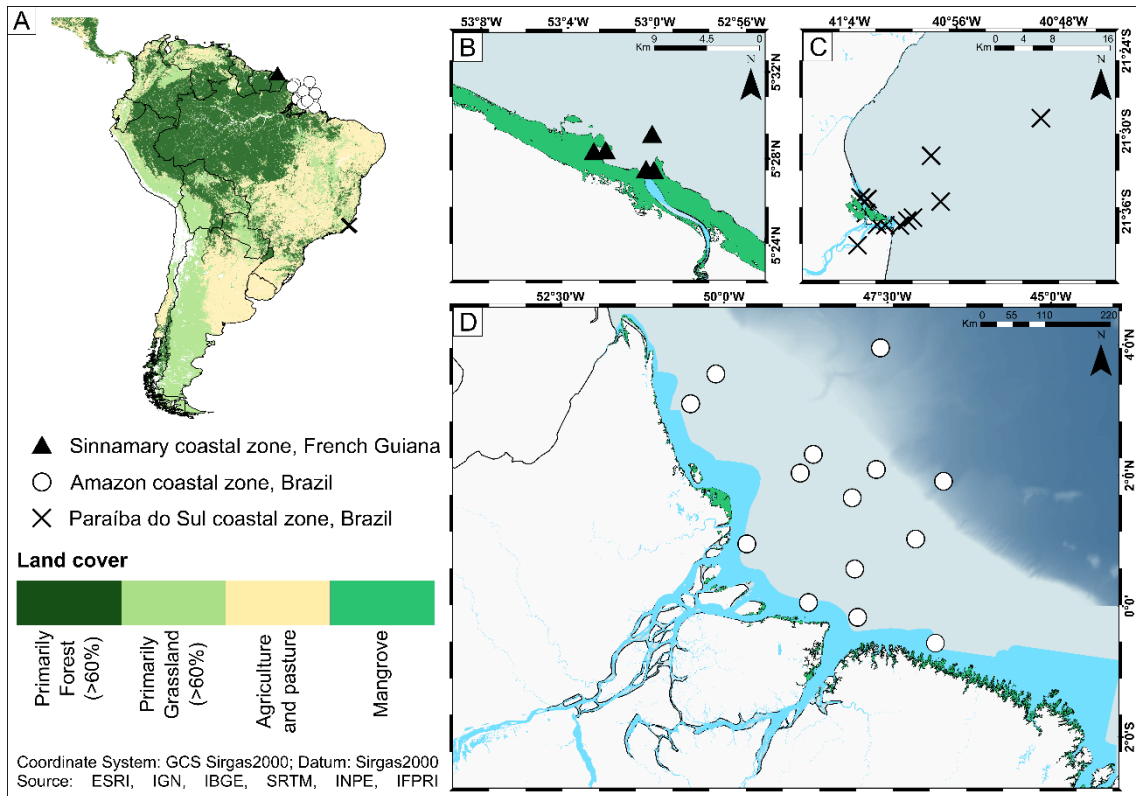 A
Sinnamary coastal zone, French Guiana
Amazon coastal zone, Brazil
Paraíba do Sul coastal zone, Brazil
Land cover
Primarily
Forest
(>60%)
Primarily
Grassland
(>60%)
Agriculture
and pasture
Mangrove
Coordinate System: GCS Sirgas2000; Datum: Sirgas2000
Source: ESRI, IGN, IBGE, SRTM, INPE, IFPRI
53°8'W 53°4'W 53°0'W 52°56'W
B
9 4.5 0
Km
N
5°32'N
5°28'N
5°24'N
41°4'W 40°56'W 40°48'W
C
0 4 8 16
Km
N
21°24'S
21°30'S
21°36'S
52°30'W 50°0'W 47°30'W 45°0'W
D
0 55 110 220
Km
N
4°0'N
2°0'N
0°0'
2°0'S